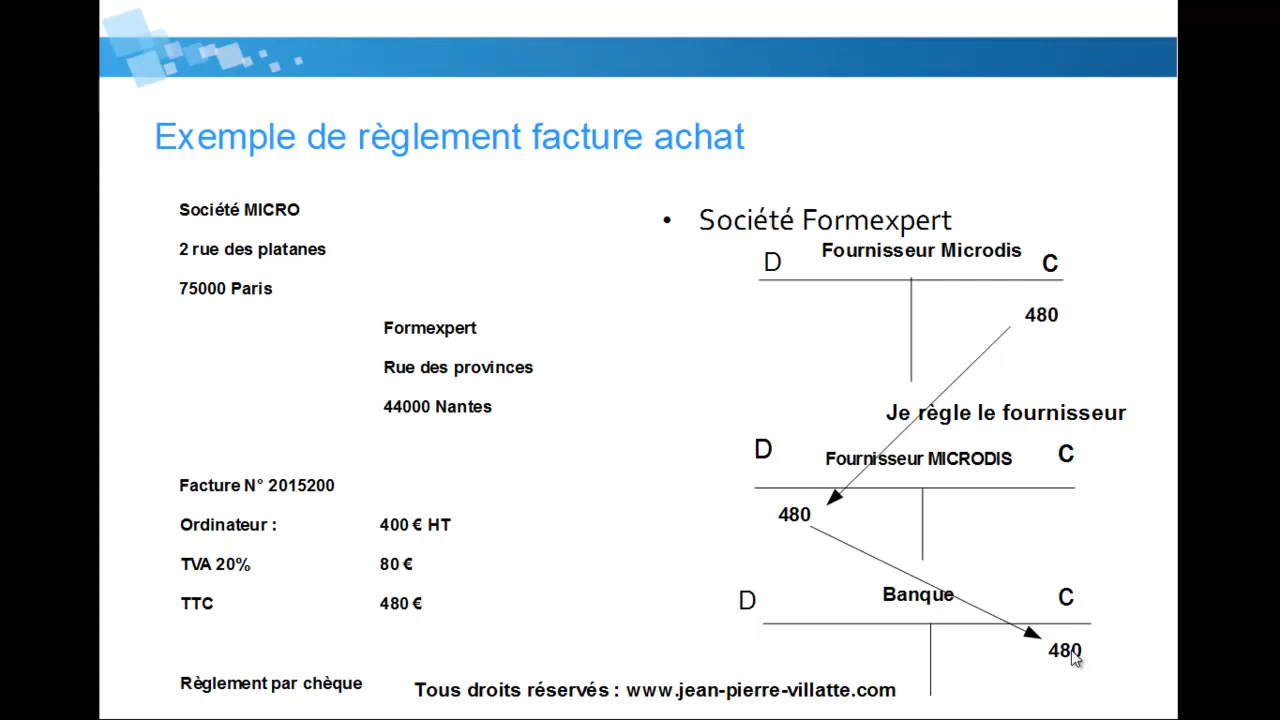 Exemple de règlement facture achat
Société MICRO
2 rue des platanes
75000 Paris
Formexpert
Rue des provinces
44000 Nantes
Facture N° 2015200
Ordinateur : 400 € HT
TVA 20% 80 €
TTC 480 €
Règlement par chèque
• Société Formexpert
D Fournisseur Microdis C
480
Je règle le fournisseur
D Fournisseur MICRODIS C
480
D Banque C
480
Tous droits réservés : www.jean-pierre-villatte.com